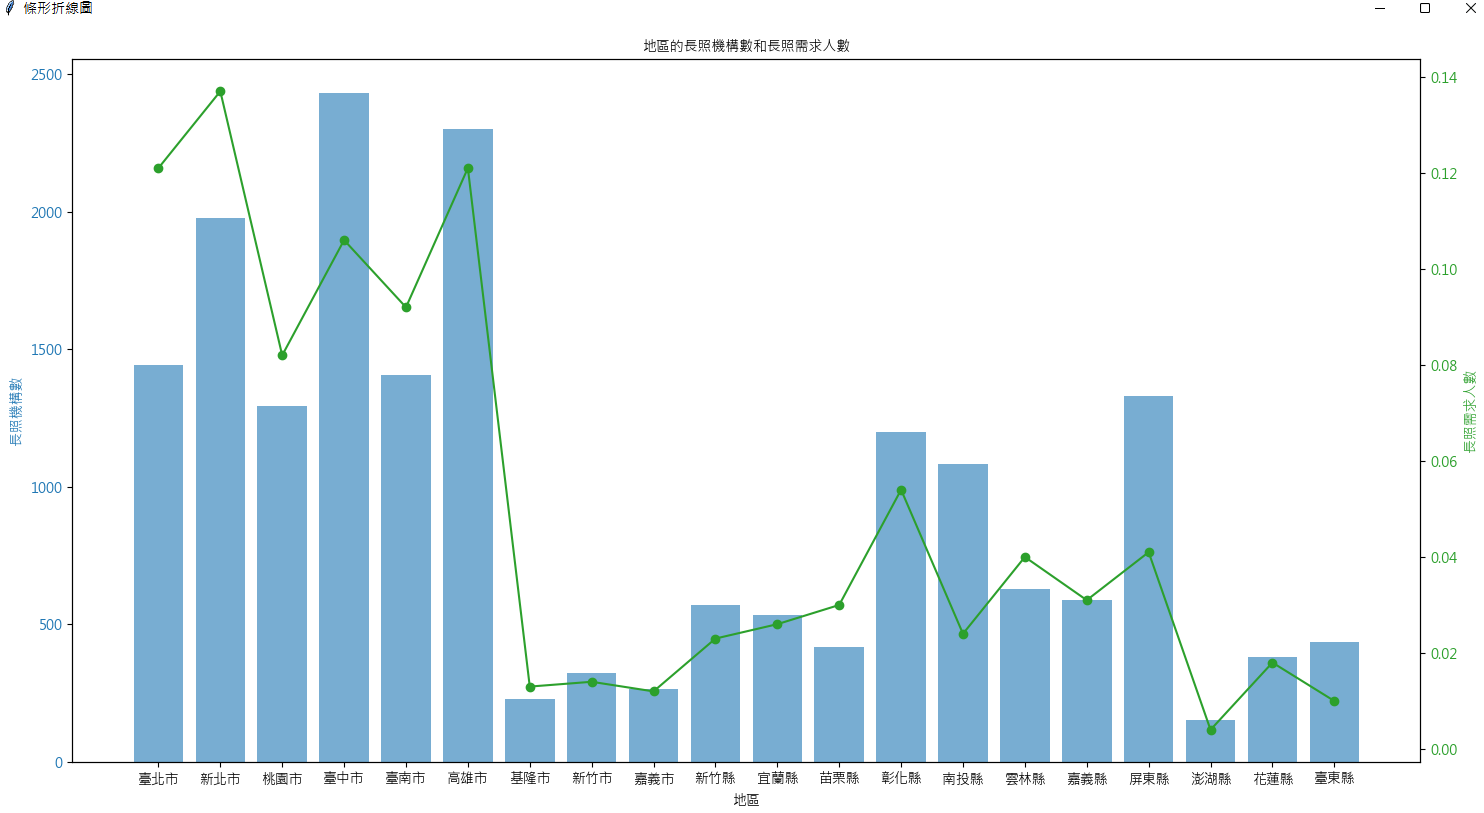 條形折線圖
地區的長照機構數和長照需求人數
2500
2000
1500
1000
500
0
長照機構數
0.14
0.12
0.10
0.08
0.06
0.04
0.02
0.00
長照需求人數
臺北市 新北市 桃園市 臺中市 臺南市 高雄市 基隆市 新竹市 嘉義市 新竹縣 宜蘭縣 苗栗縣 彰化縣 南投縣 雲林縣 嘉義縣 屏東縣 澎湖縣 花蓮縣 臺東縣
地區